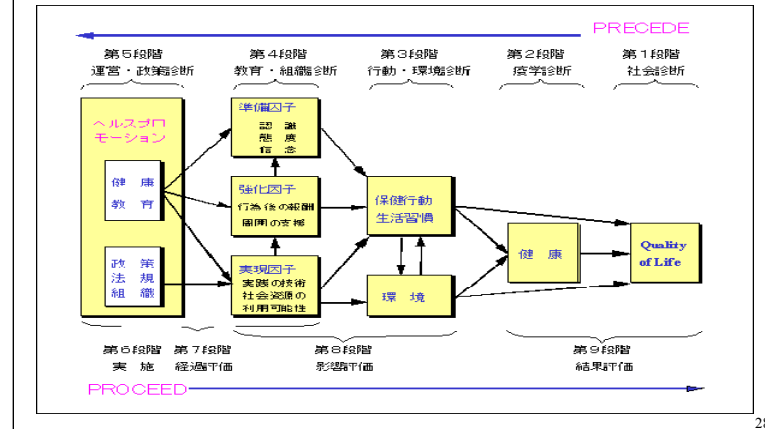 PRECEDE
第5段階
運営・政策診断
第4段階
教育・組織診断
第3段階
行動・環境診断
第2段階
疫学診断
第1段階
社会診断
ヘルスプロ
モーション
健康
教育
政策
法規
組織
準備因子
認識
態度
信念
強化因子
行為後の報酬
周囲の支援
実現因子
実践の技術
社会資源の
利用可能性
保健行動
生活習慣
環境
健康
Quality
of Life
第6段階
実施
第7段階
経過評価
第8段階
影響評価
第9段階
結果評価
PROCEED
28